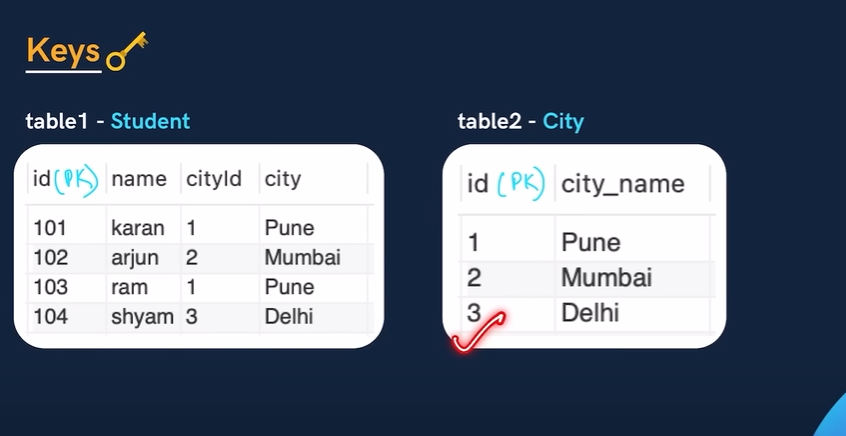 Keys
table1 - Student
id (PK) name cityId city
101 karan 1 Pune
102 arjun 2 Mumbai
103 ram 1 Pune
104 shyam 3 Delhi
table2 - City
id (PK) city_name
1 Pune
2 Mumbai
3 Delhi